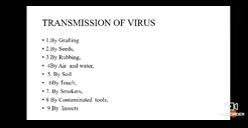 TRANSMISSION OF VIRUS
• 1.By Grafting
• 2.By Seeds,
• 3.By Rubbing,
• 4By Air and water,
• 5. By Soil
• 6By Touch,
• 7. By Smokers,
• 8 By Contaminated tools,
• 9.By Insects